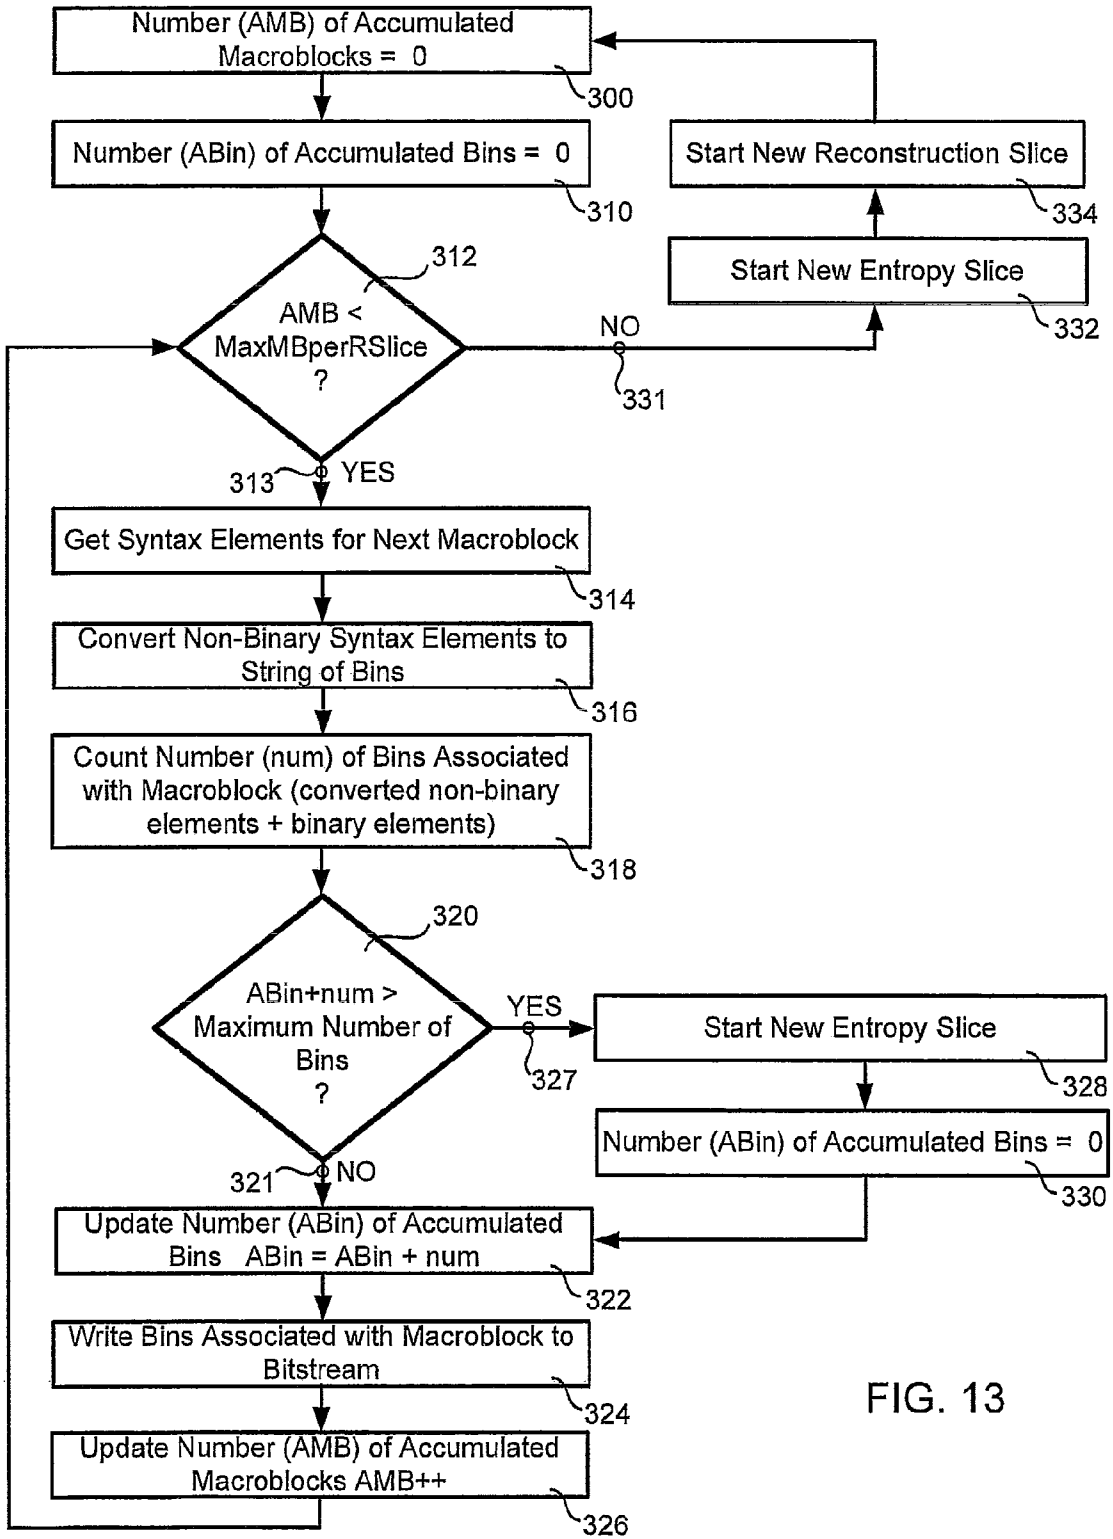 Number (AMB) of Accumulated
Macroblocks = 0
300
Number (ABin) of Accumulated Bins = 0
310
Start New Reconstruction Slice
334
312
Start New Entropy Slice
332
AMB <
MaxMBperRSlice
?
NO
331
313
YES
Get Syntax Elements for Next Macroblock
314
Convert Non-Binary Syntax Elements to
String of Bins
316
Count Number (num) of Bins Associated
with Macroblock (converted non-binary
elements + binary elements)
318
320
ABin+num >
Maximum Number of
Bins
?
YES
327
Start New Entropy Slice
328
Number (ABin) of Accumulated Bins = 0
330
321
NO
Update Number (ABin) of Accumulated
Bins ABin = ABin + num
322
Write Bins Associated with Macroblock to
Bitstream
324
Update Number (AMB) of Accumulated
Macroblocks AMB++
326
FIG. 13